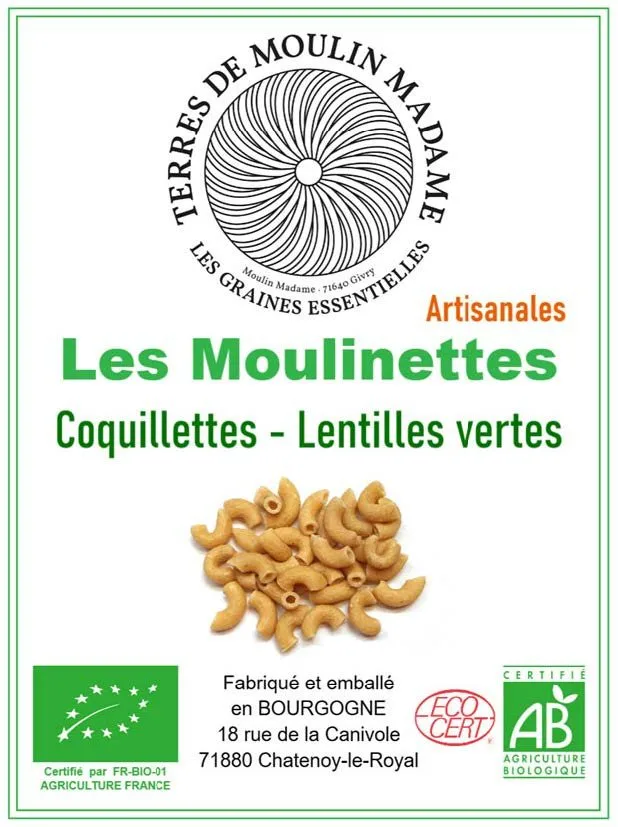 TERRES DE MOULIN MADAME
Moulin Madame · 71640 Givry
LES GRAINES ESSENTIELLES
Artisanales
Les Moulinettes
Coquillettes - Lentilles vertes
Fabriqué et emballé
en BOURGOGNE
18 rue de la Canivole
71880 Chatenoy-le-Royal
Certifié par FR-BIO-01
AGRICULTURE FRANCE
ECO
CERT
CERTIFIÉ
AB
AGRICULTURE
BIOLOGIQUE